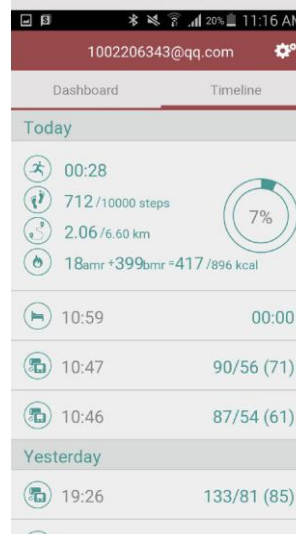 20% 11:16 AM
1002206343@qq.com
Dashboard Timeline
Today
00:28
712/10000 steps
2.06/6.60 km
7%
18amr+399bmr=417/896 kcal
10:59 00:00
10:47 90/56 (71)
10:46 87/54 (61)
Yesterday
19:26 133/81 (85)